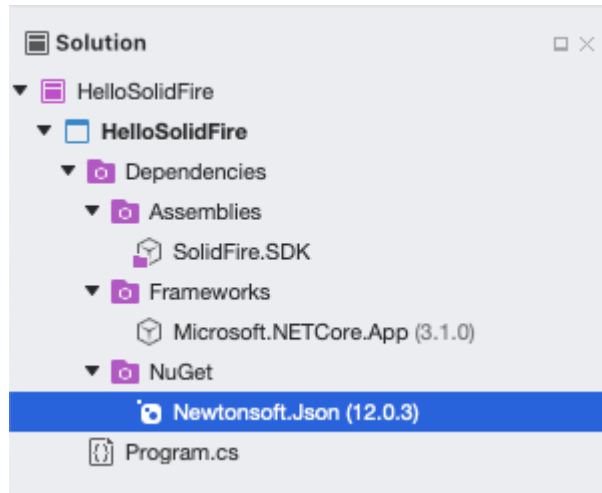 Solution
HelloSolidFire
HelloSolidFire
Dependencies
Assemblies
SolidFire.SDK
Frameworks
Microsoft.NETCore.App (3.1.0)
NuGet
Newtonsoft.Json (12.0.3)
Program.cs